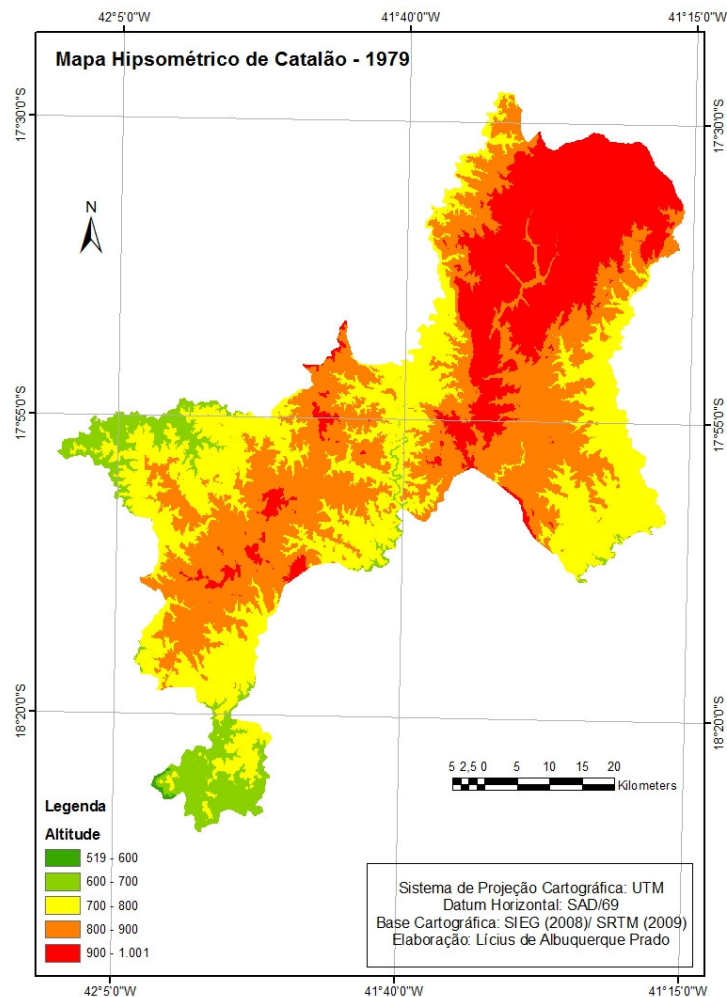 42°5'0"W 41°40'0"W 41°15'0"W
Mapa Hipsométrico de Catalão - 1979
17°30'0"S 17°30'0"S
N
17°55'0"S 17°55'0"S
18°20'0"S 18°20'0"S
5 2,5 0 5 10 15 20
Kilometers
Legenda
Altitude
519 - 600
600 - 700
700 - 800
800 - 900
900 - 1.001
Sistema de Projeção Cartográfica: UTM
Datum Horizontal: SAD/69
Base Cartográfica: SIEG (2008)/ SRTM (2009)
Elaboração: Lícius de Albuquerque Prado
42°5'0"W 41°40'0"W 41°15'0"W